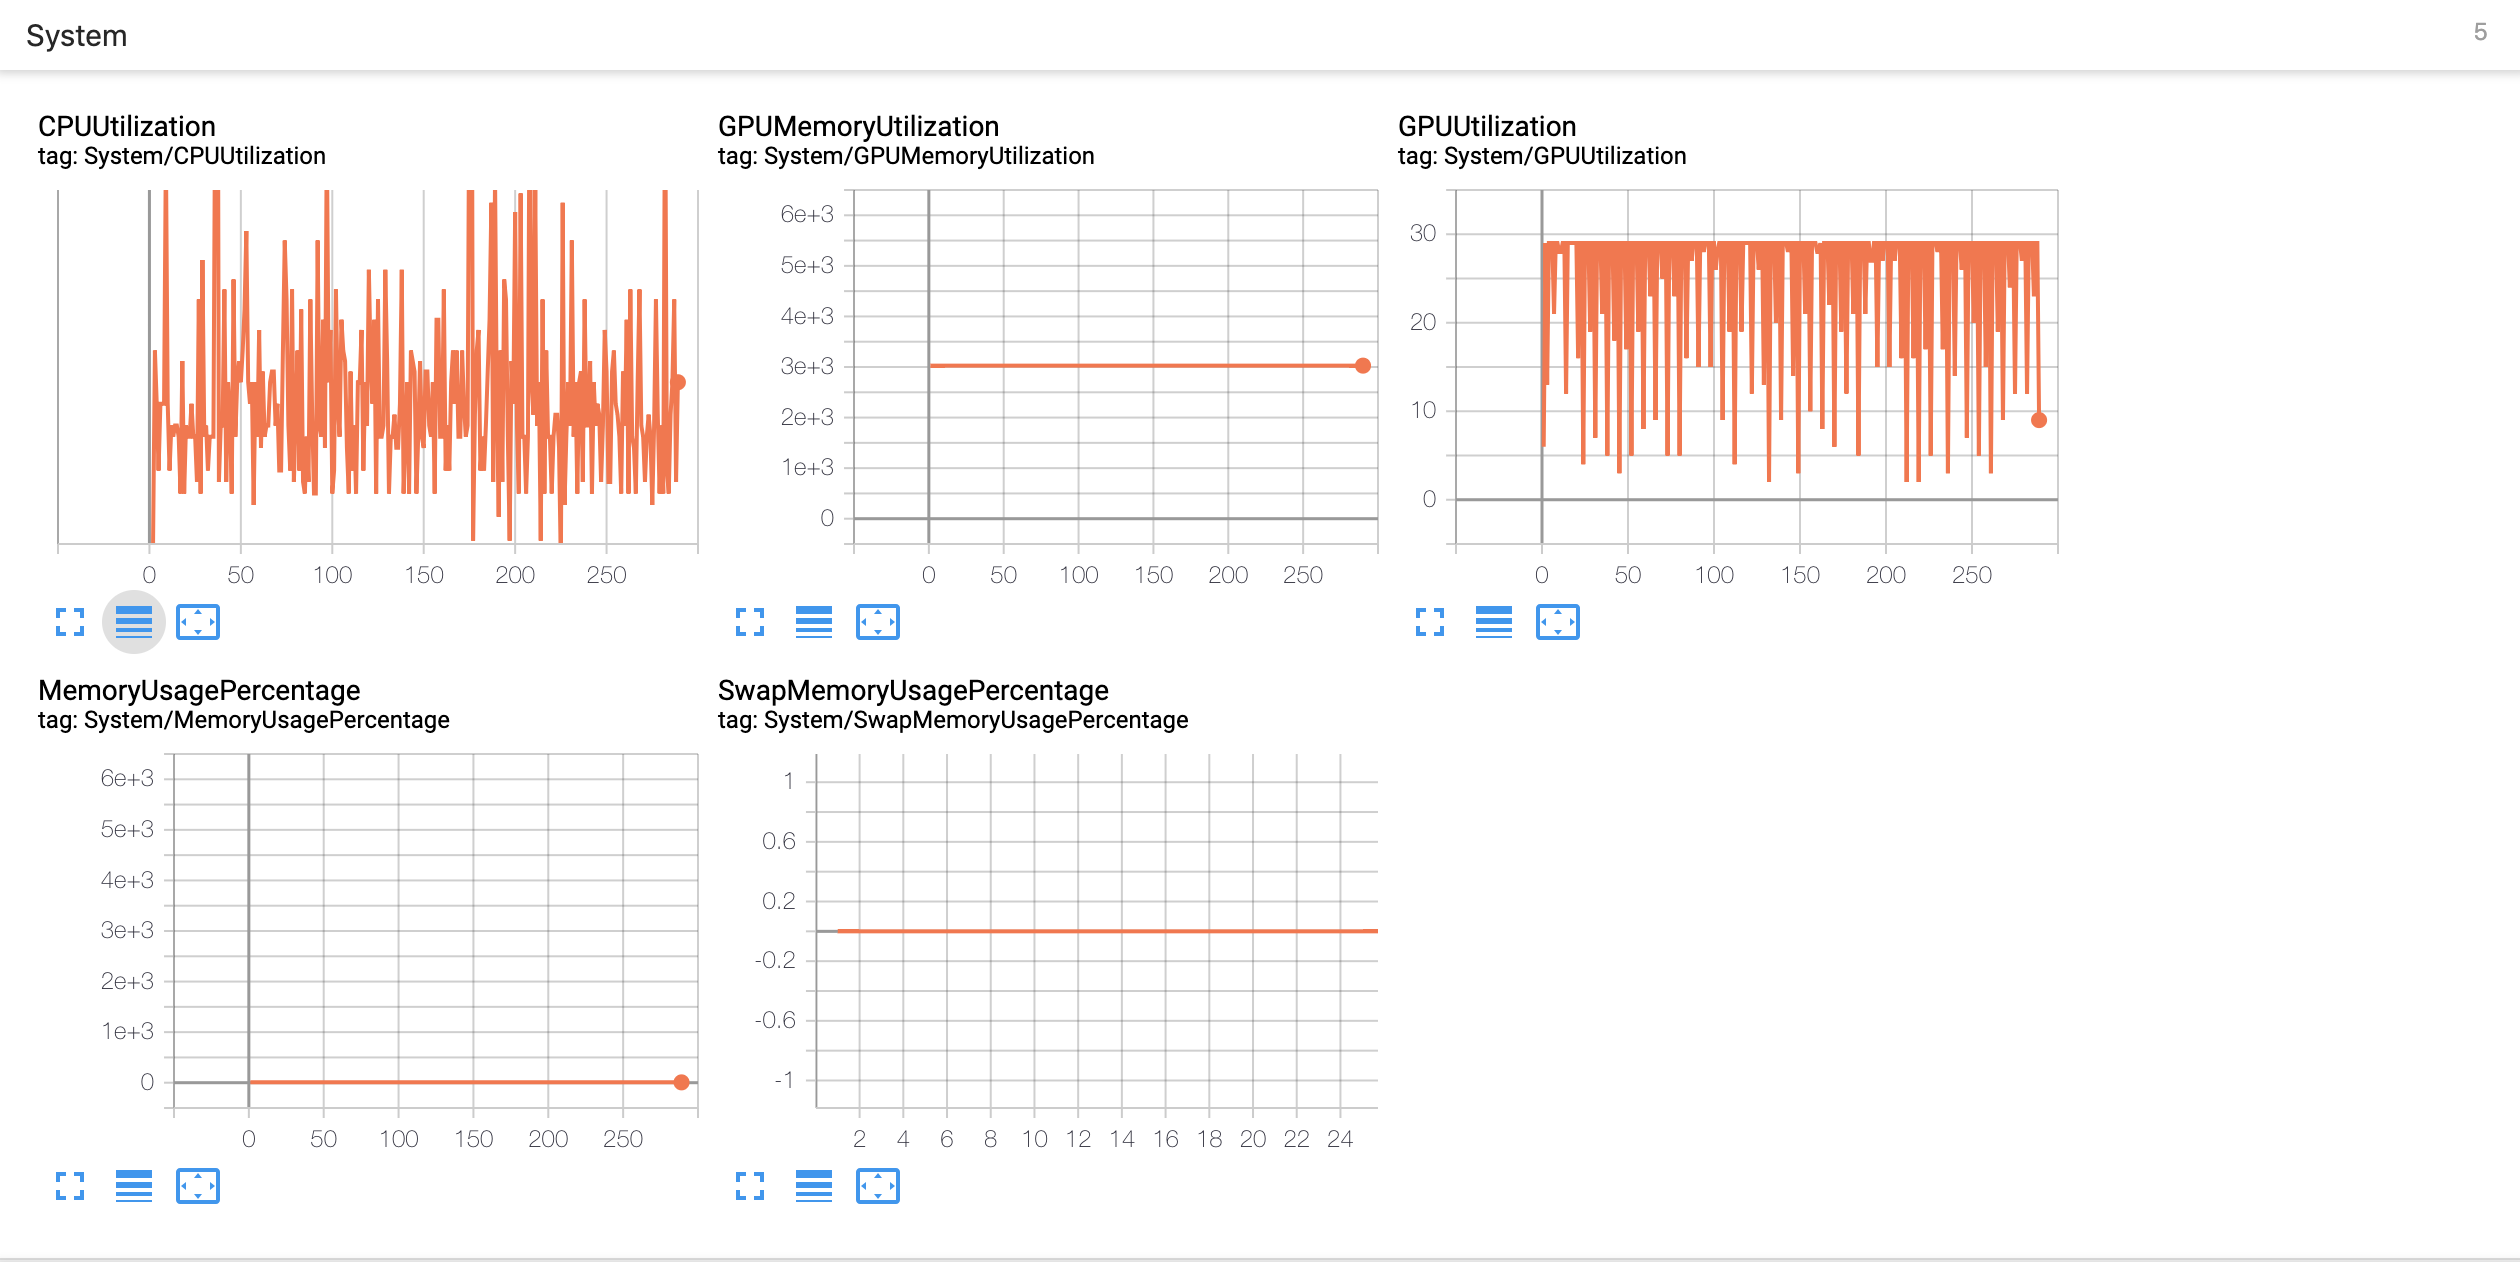 System
5
CPUUtilization
tag: System/CPUUtilization
0 50 100 150 200 250
GPUMemoryUtilization
tag: System/GPUMemoryUtilization
6e+3
5e+3
4e+3
3e+3
2e+3
1e+3
0
0 50 100 150 200 250
GPUUtilization
tag: System/GPUUtilization
30
20
10
0
0 50 100 150 200 250
MemoryUsagePercentage
tag: System/MemoryUsagePercentage
6e+3
5e+3
4e+3
3e+3
2e+3
1e+3
0
0 50 100 150 200 250
SwapMemoryUsagePercentage
tag: System/SwapMemoryUsagePercentage
1
0.6
0.2
-0.2
-0.6
-1
2 4 6 8 10 12 14 16 18 20 22 24